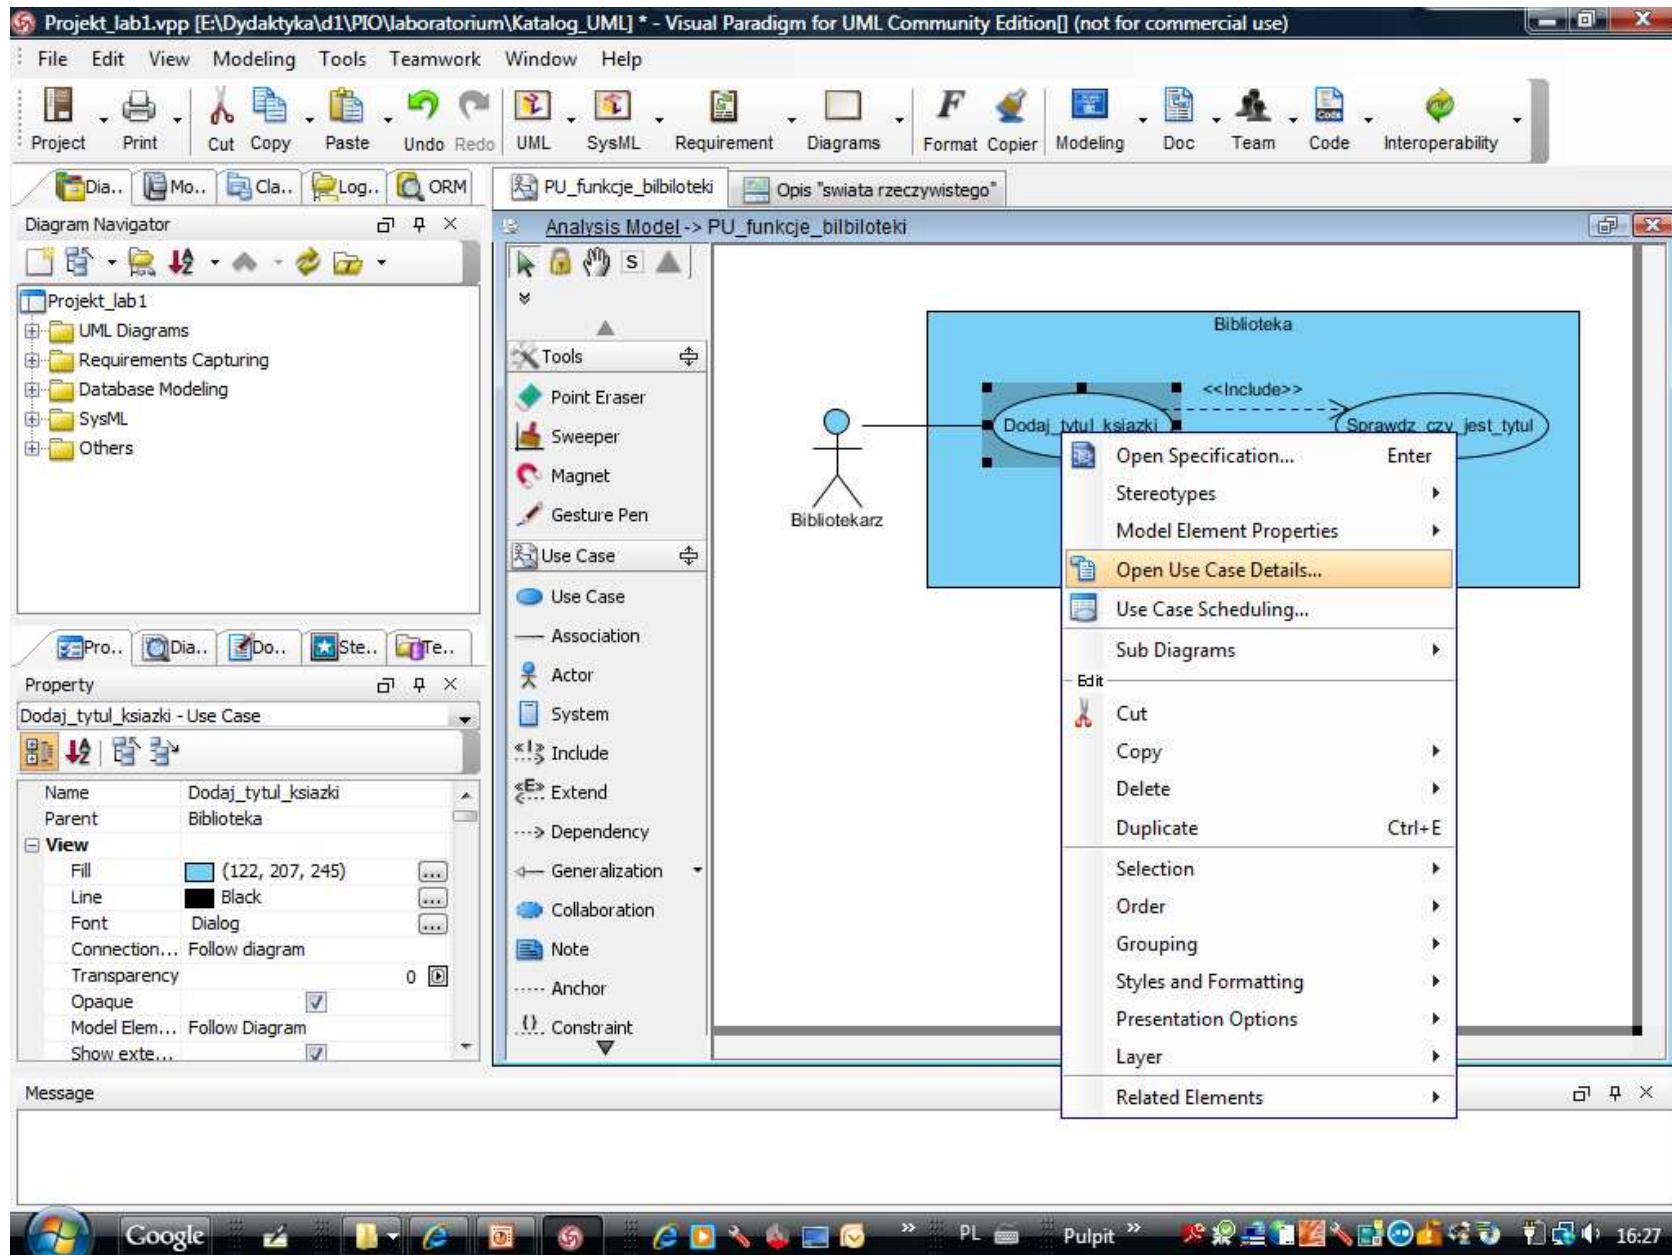 Projekt_lab1.vpp [E:\Dydaktyka\d1\PIO\laboratorium\Katalog_UML] * - Visual Paradigm for UML Community Edition[] (not for commercial use)
File Edit View Modeling Tools Teamwork Window Help
Project Print Cut Copy Paste Undo Redo UML SysML Requirement Diagrams Format Copier Modeling Doc Team Code Interoperability
Dia.. Mo.. Cla.. Log.. ORM
PU_funkcje_bilbiloteki Opis "swiata rzeczywistego"
Diagram Navigator
Analysis Model -> PU_funkcje_bilbiloteki
Projekt_lab1
UML Diagrams
Requirements Capturing
Database Modeling
SysML
Others
Pro.. Dia.. Do.. Ste.. Te..
Property
Dodaj_tytul_ksiazki - Use Case
Name Dodaj_tytul_ksiazki
Parent Biblioteka
View
Fill (122, 207, 245) ...
Line Black ...
Font Dialog ...
Connection... Follow diagram
Transparency 0
Opaque
Model Elem... Follow Diagram
Show exte...
S
Tools
Point Eraser
Sweeper
Magnet
Gesture Pen
Use Case
Use Case
Association
Actor
System
«I» Include
«E» Extend
Dependency
Generalization
Collaboration
Note
Anchor
{} Constraint
Biblioteka
<<Include>>
Dodaj_tytul_ksiazki
Sprawdz_czy_jest_tytul
Bibliotekarz
Open Specification... Enter
Stereotypes
Model Element Properties
Open Use Case Details...
Use Case Scheduling...
Sub Diagrams
Edit
Cut
Copy
Delete
Duplicate Ctrl+E
Selection
Order
Grouping
Styles and Formatting
Presentation Options
Layer
Related Elements
Message
Google PL Pulpit 16:27